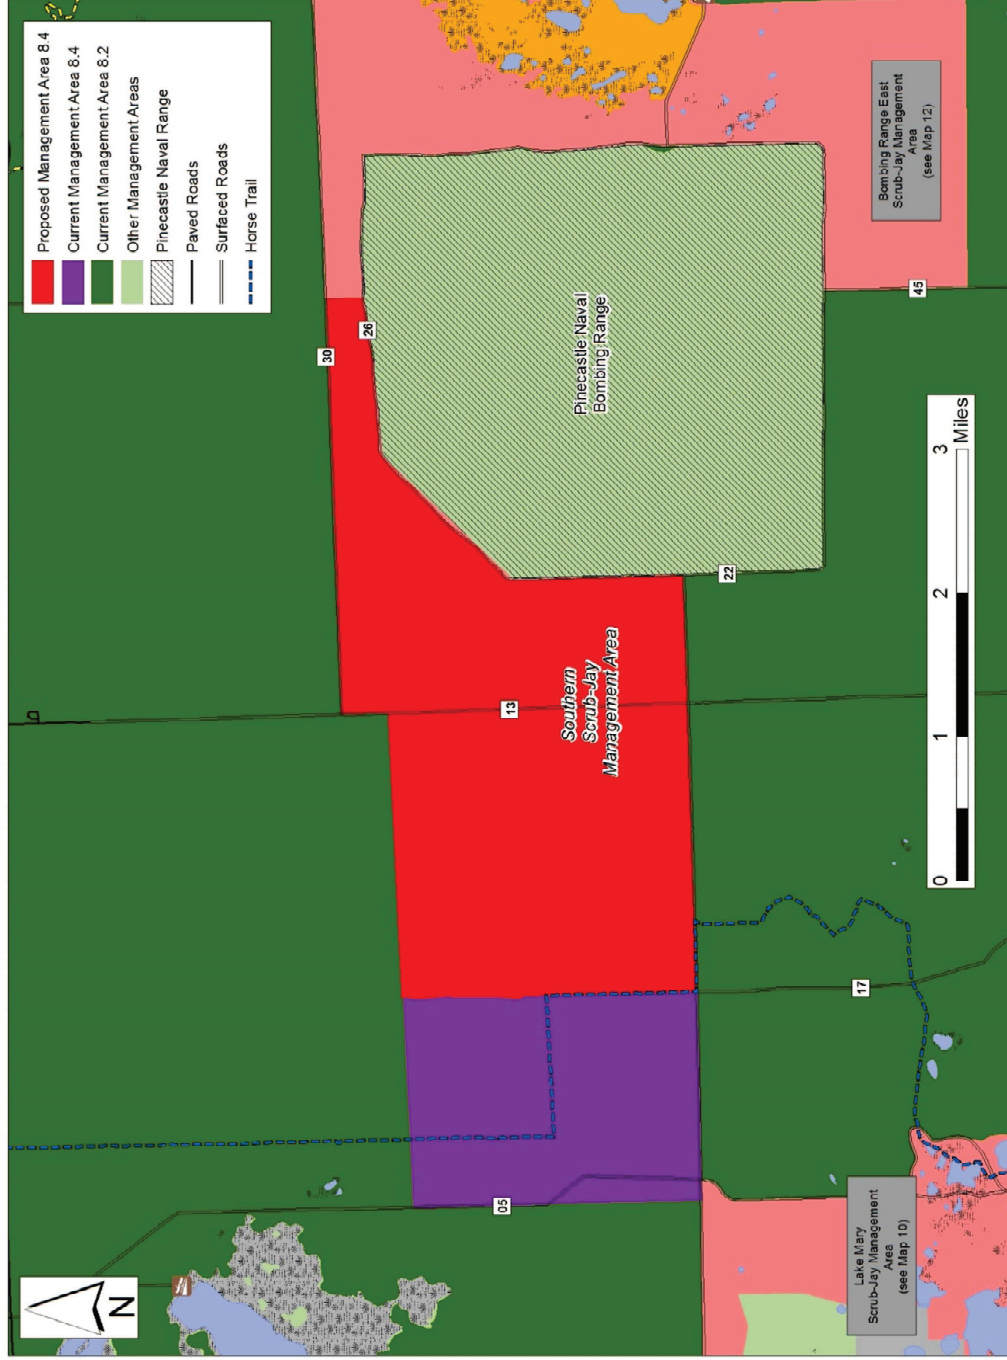 Proposed Management Area 8.4
Current Management Area 8.4
Current Management Area 8.2
Other Management Areas
Pinecastle Naval Range
Paved Roads
Surfaced Roads
Horse Trail
N
30
26
Pinecastle Naval
Bombing Range
13
Southern
Scrub-Jay
Management Area
22
45
05
17
Bombing Range East
Scrub-Jay Management
Area
(see Map 12)
Lake Mary
Scrub-Jay Management
Area
(see Map 10)
0 1 2 3
Miles